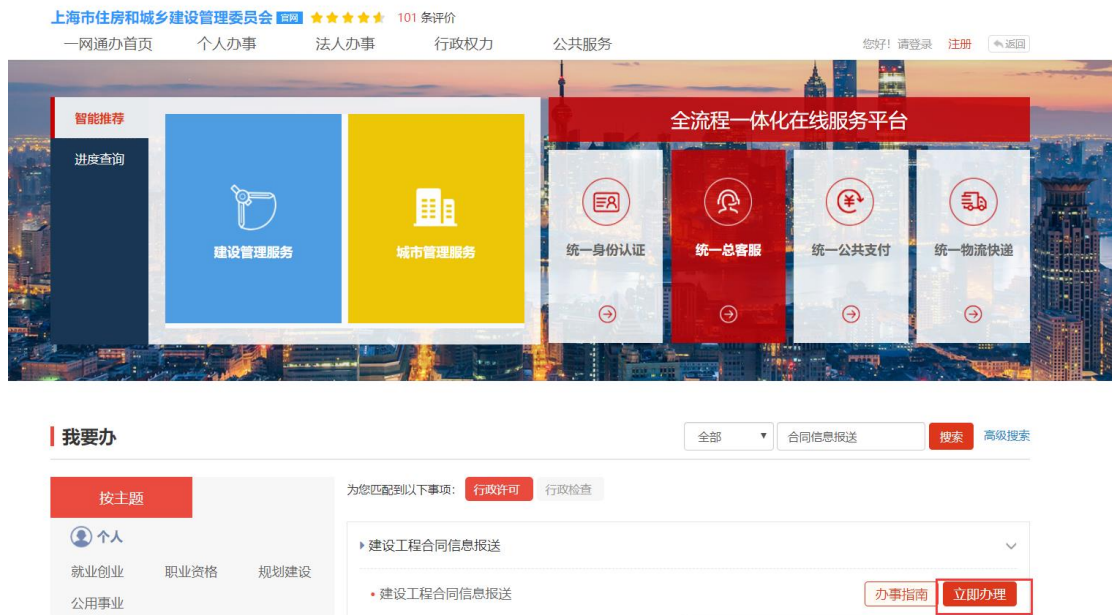 上海市住房和城乡建设管理委员会 官网 101 条评价
一网通办首页 个人办事 法人办事 行政权力 公共服务 您好！请登录 注册 返回
智能推荐
进度查询
建设管理服务
城市管理服务
全流程一体化在线服务平台
统一身份认证 统一总客服 统一公共支付 统一物流快递
我要办
全部 合同信息报送 搜索 高级搜索
按主题
个人
就业创业 职业资格 规划建设
公用事业
为您匹配到以下事项： 行政许可 行政检查
建设工程合同信息报送
建设工程合同信息报送 办事指南 立即办理